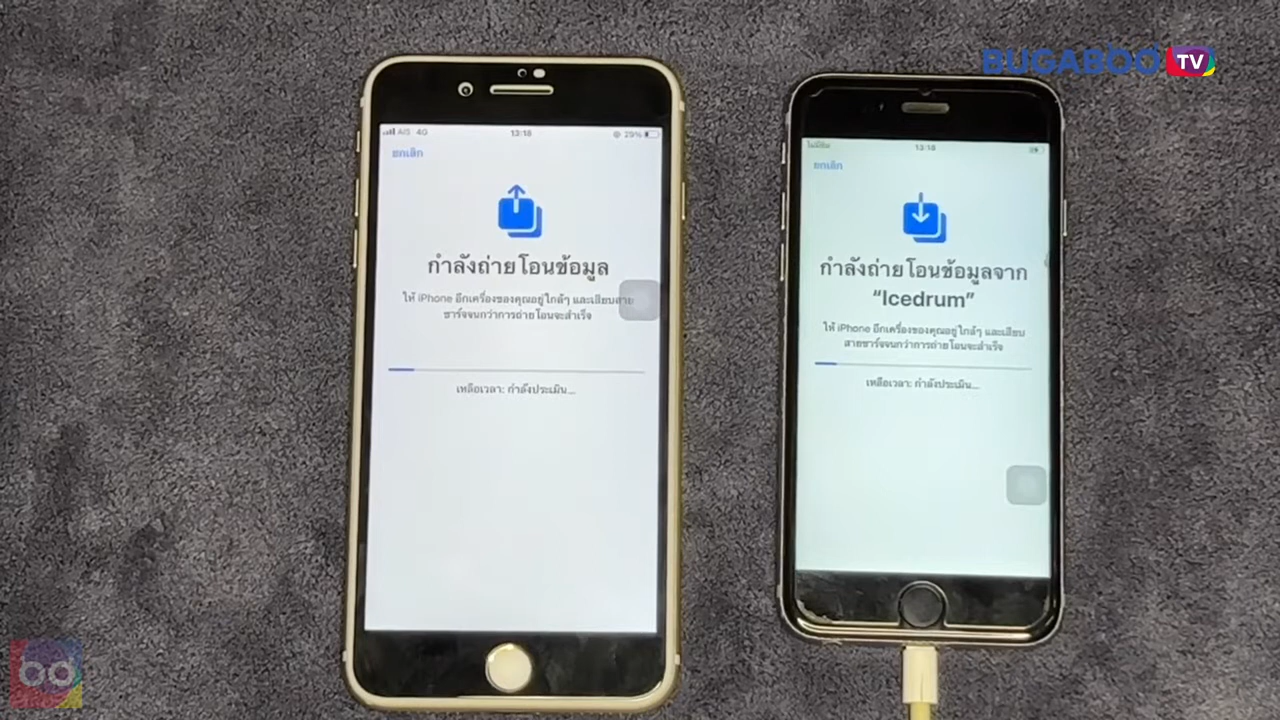 BUGABOO TV
AIS 4G
13:18
29%
ยกเลิก
กำลังถ่ายโอนข้อมูล
ให้ iPhone อีกเครื่องของคุณอยู่ใกล้ๆ และเสียบสาย
ชาร์จจนกว่าการถ่ายโอนจะสำเร็จ
เหลือเวลา: กำลังประเมิน...
ไม่มีซิม
13:18
ยกเลิก
กำลังถ่ายโอนข้อมูลจาก
“Icedrum”
ให้ iPhone อีกเครื่องของคุณอยู่ใกล้ๆ และเสียบ
สายชาร์จจนกว่าการถ่ายโอนจะสำเร็จ
เหลือเวลา: กำลังประเมิน...